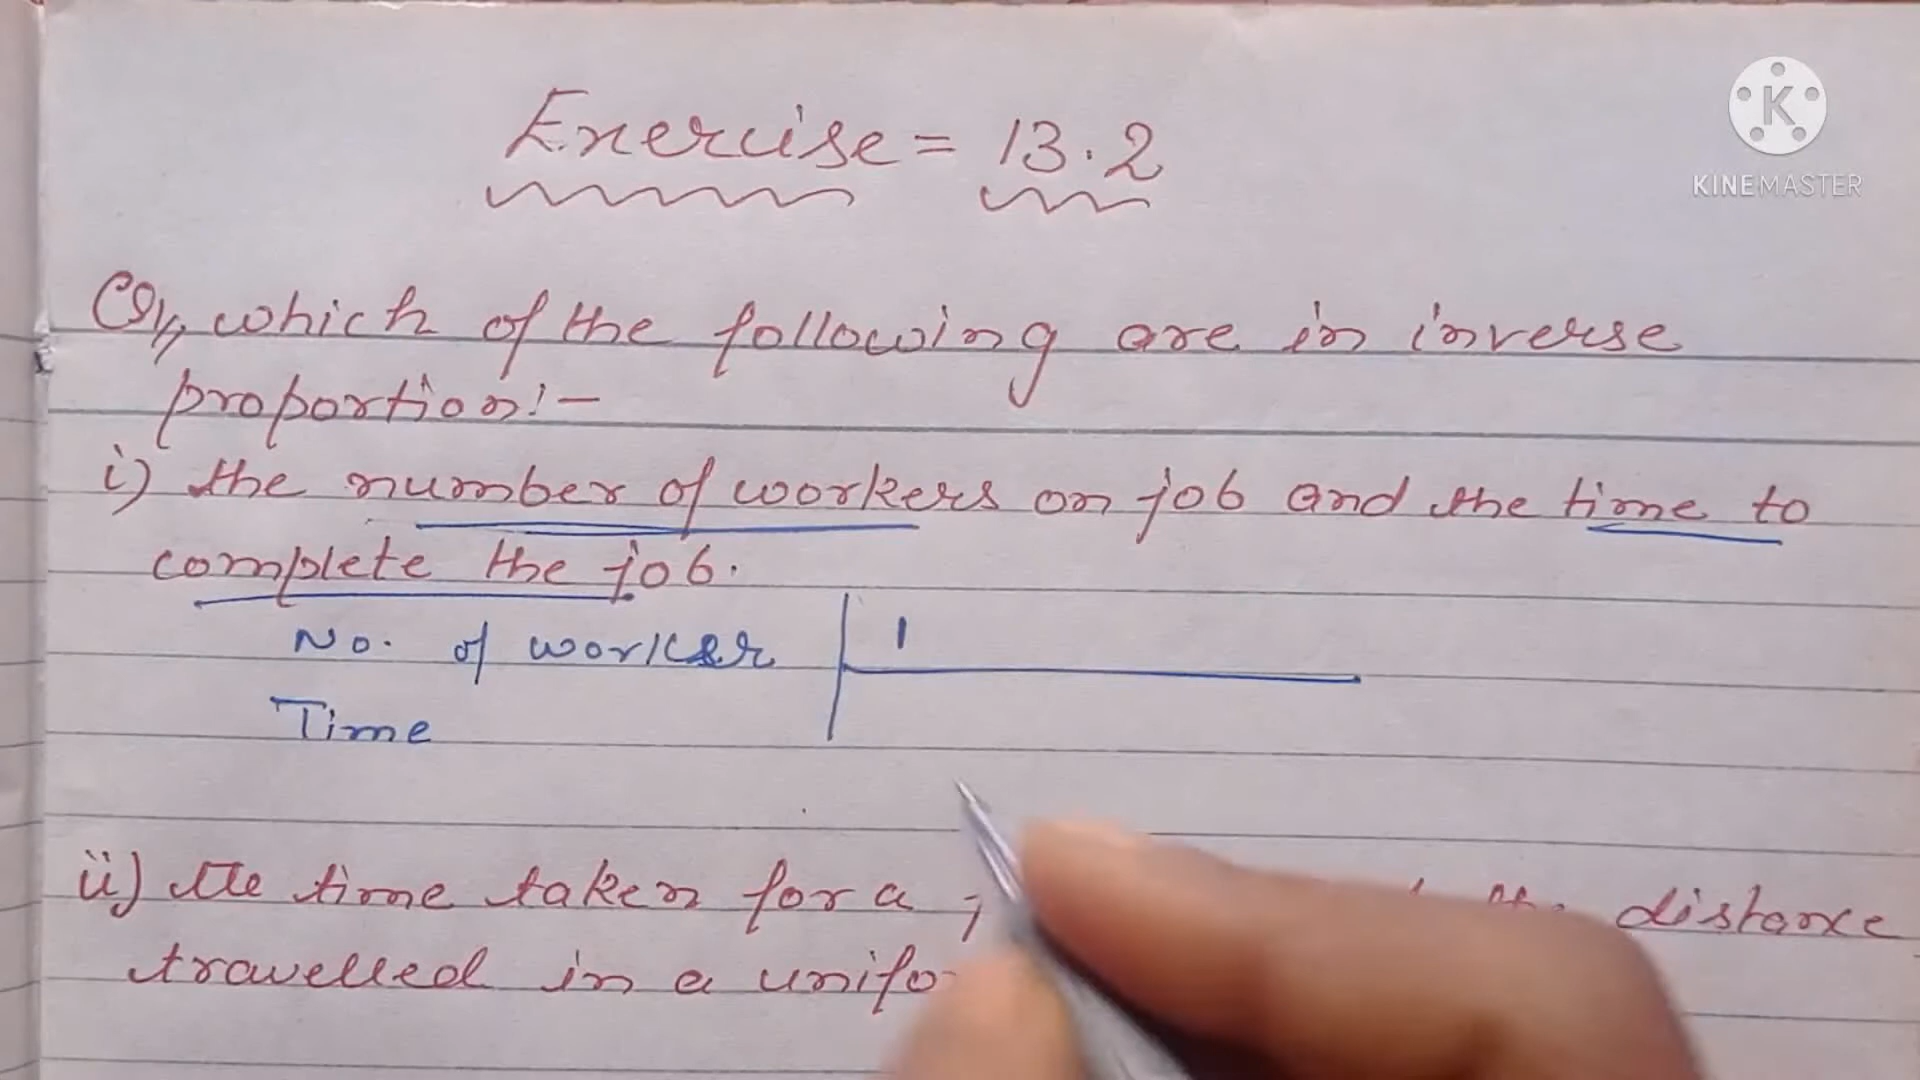 Exercise = 13.2
K
KINEMASTER
Q1, which of the following are in inverse
proportion:-
i) the number of workers on job and the time to
complete the job.
No. of worker | 1
Time
ii) the time taken for a distance
travelled in a